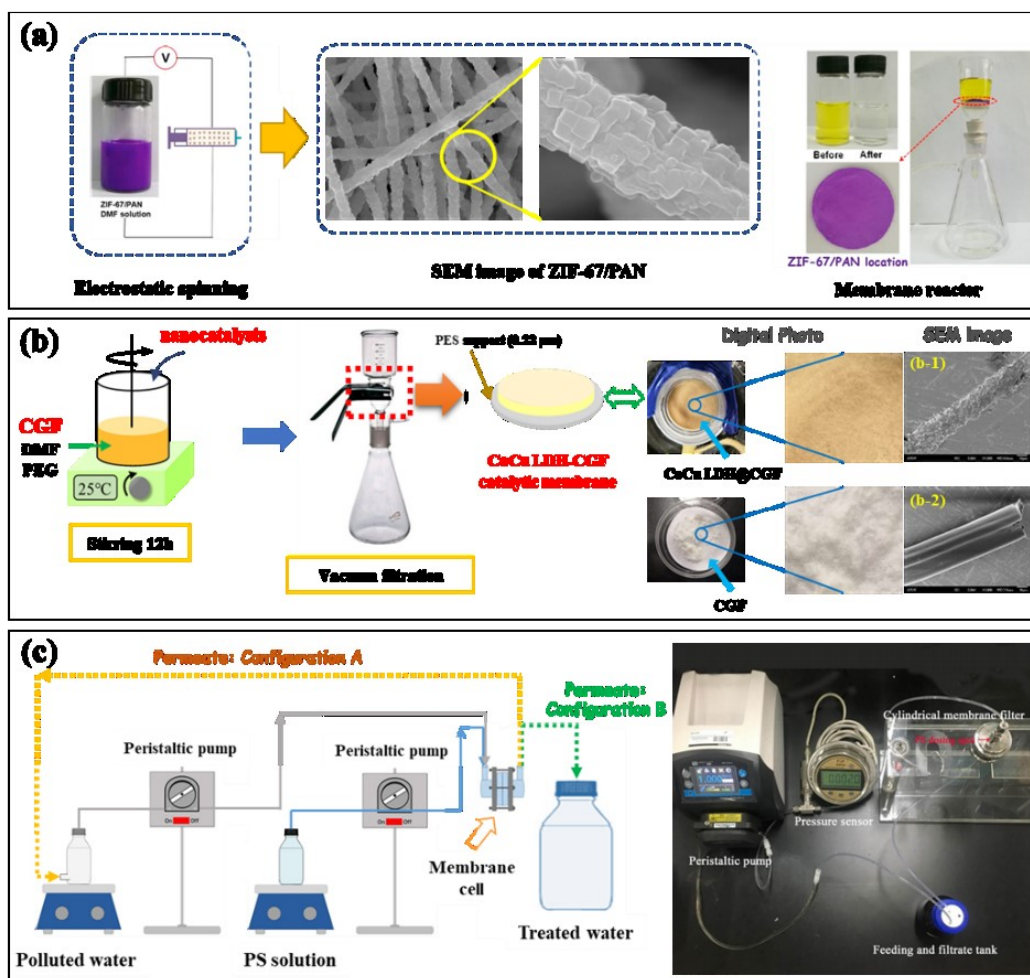 (a)
V
ZIF-67/PAN
DMF solution
Electrostatic spinning
SEM image of ZIF-67/PAN
Before
After
ZIF-67/PAN location
Membrane reactor
(b)
nanocatalysts
CGF
DMF
PEG
25℃
Stirring 12h
Vacuum filtration
PES support (0.22 μm)
CoCu LDH-CGF
catalytic membrane
Digital Photo
SEM Image
CoCu LDH@CGF
CGF
(b-1)
(b-2)
(c)
Permeate: Configuration A
Permeate:
Configuration B
Peristaltic pump
On
Off
Peristaltic pump
On
Off
Membrane
cell
Polluted water
PS solution
Treated water
Cylindrical membrane filter
Pressure sensor
Peristaltic pump
Feeding and filtrate tank